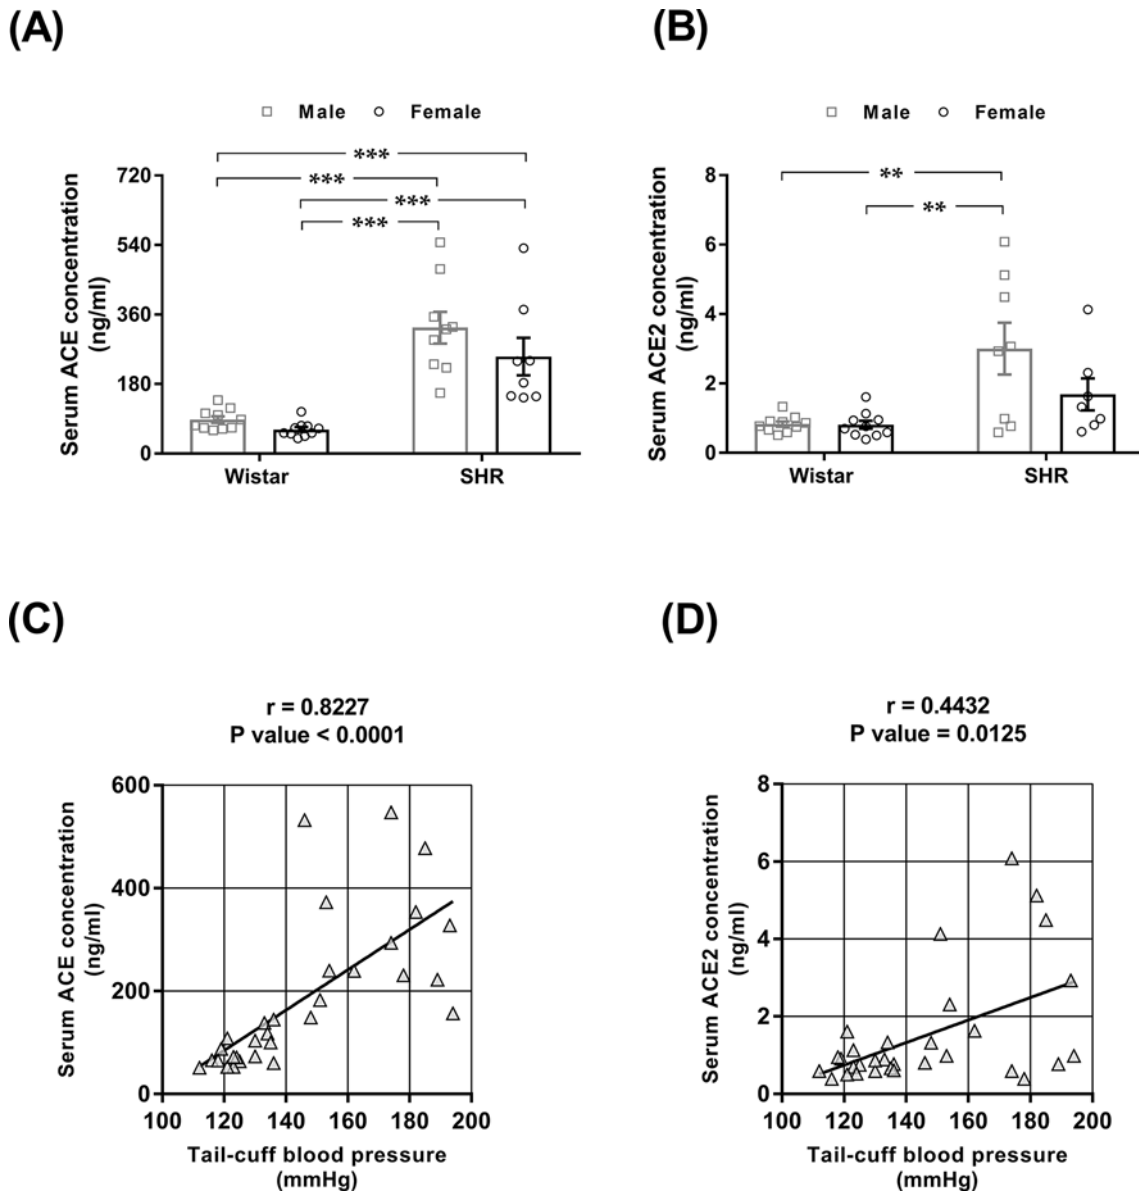 (A)
Male Female
Serum ACE concentration
(ng/ml)
720
540
360
180
0
***
***
***
***
Wistar SHR
(B)
Male Female
Serum ACE2 concentration
(ng/ml)
8
6
4
2
0
**
**
Wistar SHR
(C)
r = 0.8227
P value < 0.0001
Serum ACE concentration
(ng/ml)
600
400
200
0
100 120 140 160 180 200
Tail-cuff blood pressure
(mmHg)
(D)
r = 0.4432
P value = 0.0125
Serum ACE2 concentration
(ng/ml)
8
6
4
2
0
100 120 140 160 180 200
Tail-cuff blood pressure
(mmHg)